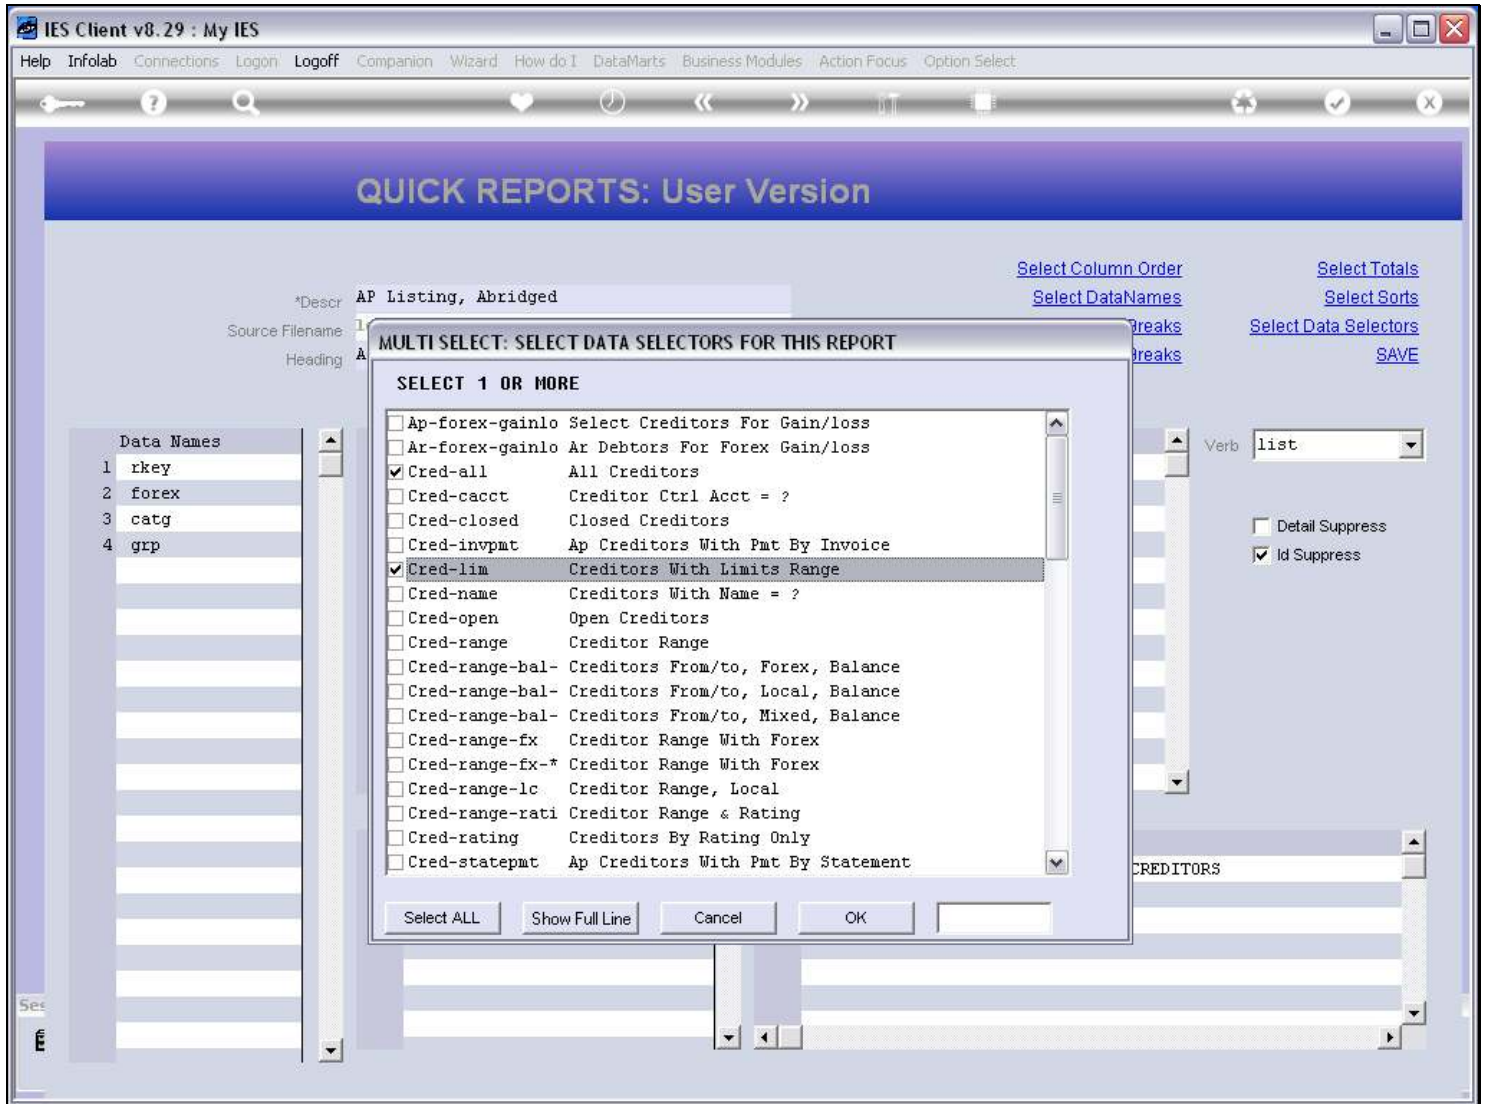 IES Client v8.29 : My IES
Help Infolab Connections Logon Logoff Companion Wizard How do I DataMarts Business Modules Action Focus Option Select
QUICK REPORTS: User Version
Select Column Order Select Totals
*Descr AP Listing, Abridged Select DataNames Select Sorts
Source Filename Breaks Select Data Selectors
Heading A Breaks SAVE
MULTI SELECT: SELECT DATA SELECTORS FOR THIS REPORT
SELECT 1 OR MORE
Ap-forex-gainlo Select Creditors For Gain/loss
Ar-forex-gainlo Ar Debtors For Forex Gain/loss
Cred-all All Creditors
Cred-cacct Creditor Ctrl Acct = ?
Cred-closed Closed Creditors
Cred-invpmt Ap Creditors With Pmt By Invoice
Cred-lim Creditors With Limits Range
Cred-name Creditors With Name = ?
Cred-open Open Creditors
Cred-range Creditor Range
Cred-range-bal- Creditors From/to, Forex, Balance
Cred-range-bal- Creditors From/to, Local, Balance
Cred-range-bal- Creditors From/to, Mixed, Balance
Cred-range-fx Creditor Range With Forex
Cred-range-fx-* Creditor Range With Forex
Cred-range-lc Creditor Range, Local
Cred-range-rati Creditor Range & Rating
Cred-rating Creditors By Rating Only
Cred-statepmt Ap Creditors With Pmt By Statement
Select ALL Show Full Line Cancel OK
Data Names
1 rkey
2 forex
3 catg
4 grp
Verb list
Detail Suppress
Id Suppress
CREDITORS
Ses